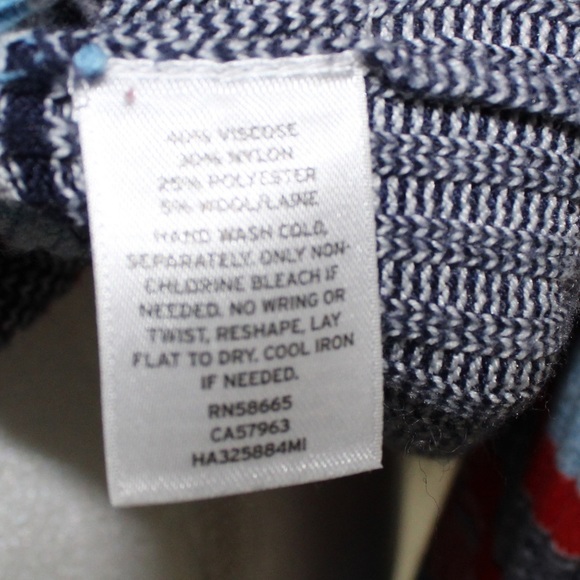 40% VISCOSE
30% NYLON
25% POLYESTER
5% WOOL/LAINE
HAND WASH COLD,
SEPARATELY. ONLY NON-
CHLORINE BLEACH IF
NEEDED. NO WRING OR
TWIST, RESHAPE, LAY
FLAT TO DRY. COOL IRON
IF NEEDED.
RN58665
CA57963
HA325884MI